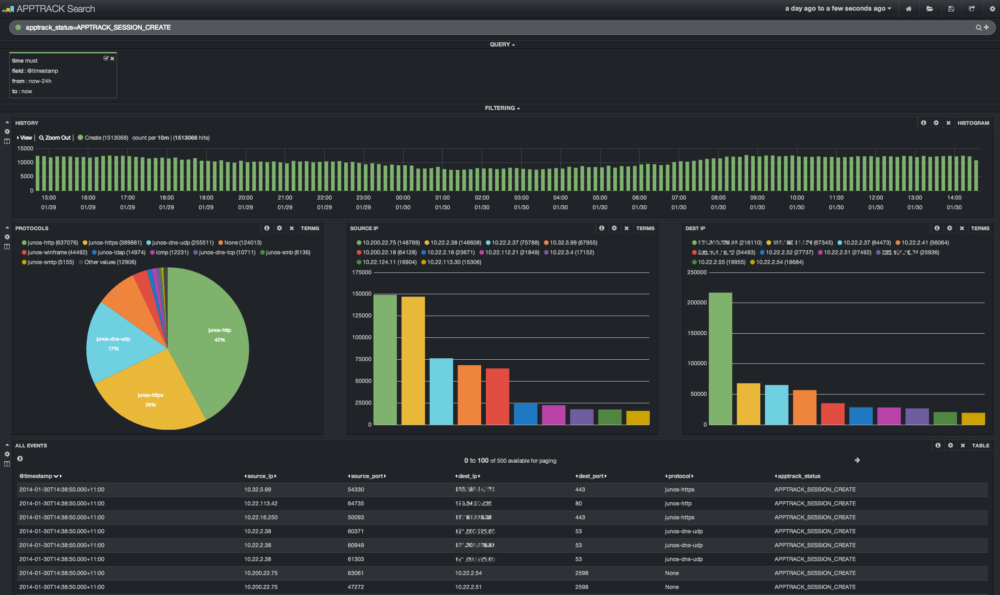 APPTRACK Search
a day ago to a few seconds ago
apptrack_status=APPTRACK_SESSION_CREATE
QUERY
time must
field : @timestamp
from : now-24h
to : now
FILTERING
HISTORY
HISTOGRAM
View | Zoom Out | Create (1513068) count per 10m | (1513068 hits)
15000
10000
5000
0
15:00 16:00 17:00 18:00 19:00 20:00 21:00 22:00 23:00 00:00 01:00 02:00 03:00 04:00 05:00 06:00 07:00 08:00 09:00 10:00 11:00 12:00 13:00 14:00
01/29 01/29 01/29 01/29 01/29 01/29 01/29 01/29 01/29 01/30 01/30 01/30 01/30 01/30 01/30 01/30 01/30 01/30 01/30 01/30 01/30 01/30 01/30 01/30
PROTOCOLS
TERMS
junos-http (637076) junos-https (389881) junos-dns-udp (255511) None (124013)
junos-winframe (44492) junos-ldap (14974) icmp (12231) junos-dns-tcp (10711) junos-smb (6136)
junos-smtp (5155) Other values (12906)
junos-http
42%
junos-dns-udp
17%
junos-https
26%
SOURCE IP
TERMS
10.200.22.75 (148769) 10.22.2.38 (146608) 10.22.2.37 (75788) 10.32.5.99 (67955)
10.200.22.18 (64128) 10.22.2.16 (23671) 10.22.112.21 (21849) 10.22.3.4 (17152)
10.22.124.11 (16904) 10.22.113.30 (15306)
175000
150000
125000
100000
75000
50000
25000
0
DEST IP
TERMS
(216110) (67345) 10.22.2.37 (64473) 10.22.2.41 (56064)
(34493) 10.22.2.52 (27737) 10.22.2.51 (27492) (25936)
10.22.2.55 (19955) 10.22.2.54 (18684)
250000
200000
150000
100000
50000
0
ALL EVENTS
TABLE
0 to 100 of 500 available for paging
@timestamp source_ip source_port dest_ip dest_port protocol apptrack_status
2014-01-30T14:38:50.000+11:00 10.32.5.99 54330 443 junos-https APPTRACK_SESSION_CREATE
2014-01-30T14:38:50.000+11:00 10.22.113.42 64735 80 junos-http APPTRACK_SESSION_CREATE
2014-01-30T14:38:50.000+11:00 10.22.16.250 50093 443 junos-https APPTRACK_SESSION_CREATE
2014-01-30T14:38:50.000+11:00 10.22.2.38 60371 53 junos-dns-udp APPTRACK_SESSION_CREATE
2014-01-30T14:38:50.000+11:00 10.22.2.38 60949 53 junos-dns-udp APPTRACK_SESSION_CREATE
2014-01-30T14:38:50.000+11:00 10.22.2.38 61303 53 junos-dns-udp APPTRACK_SESSION_CREATE
2014-01-30T14:38:50.000+11:00 10.200.22.75 63061 10.22.2.54 2598 None APPTRACK_SESSION_CREATE
2014-01-30T14:38:50.000+11:00 10.200.22.75 47272 10.22.2.51 2598 None APPTRACK_SESSION_CREATE